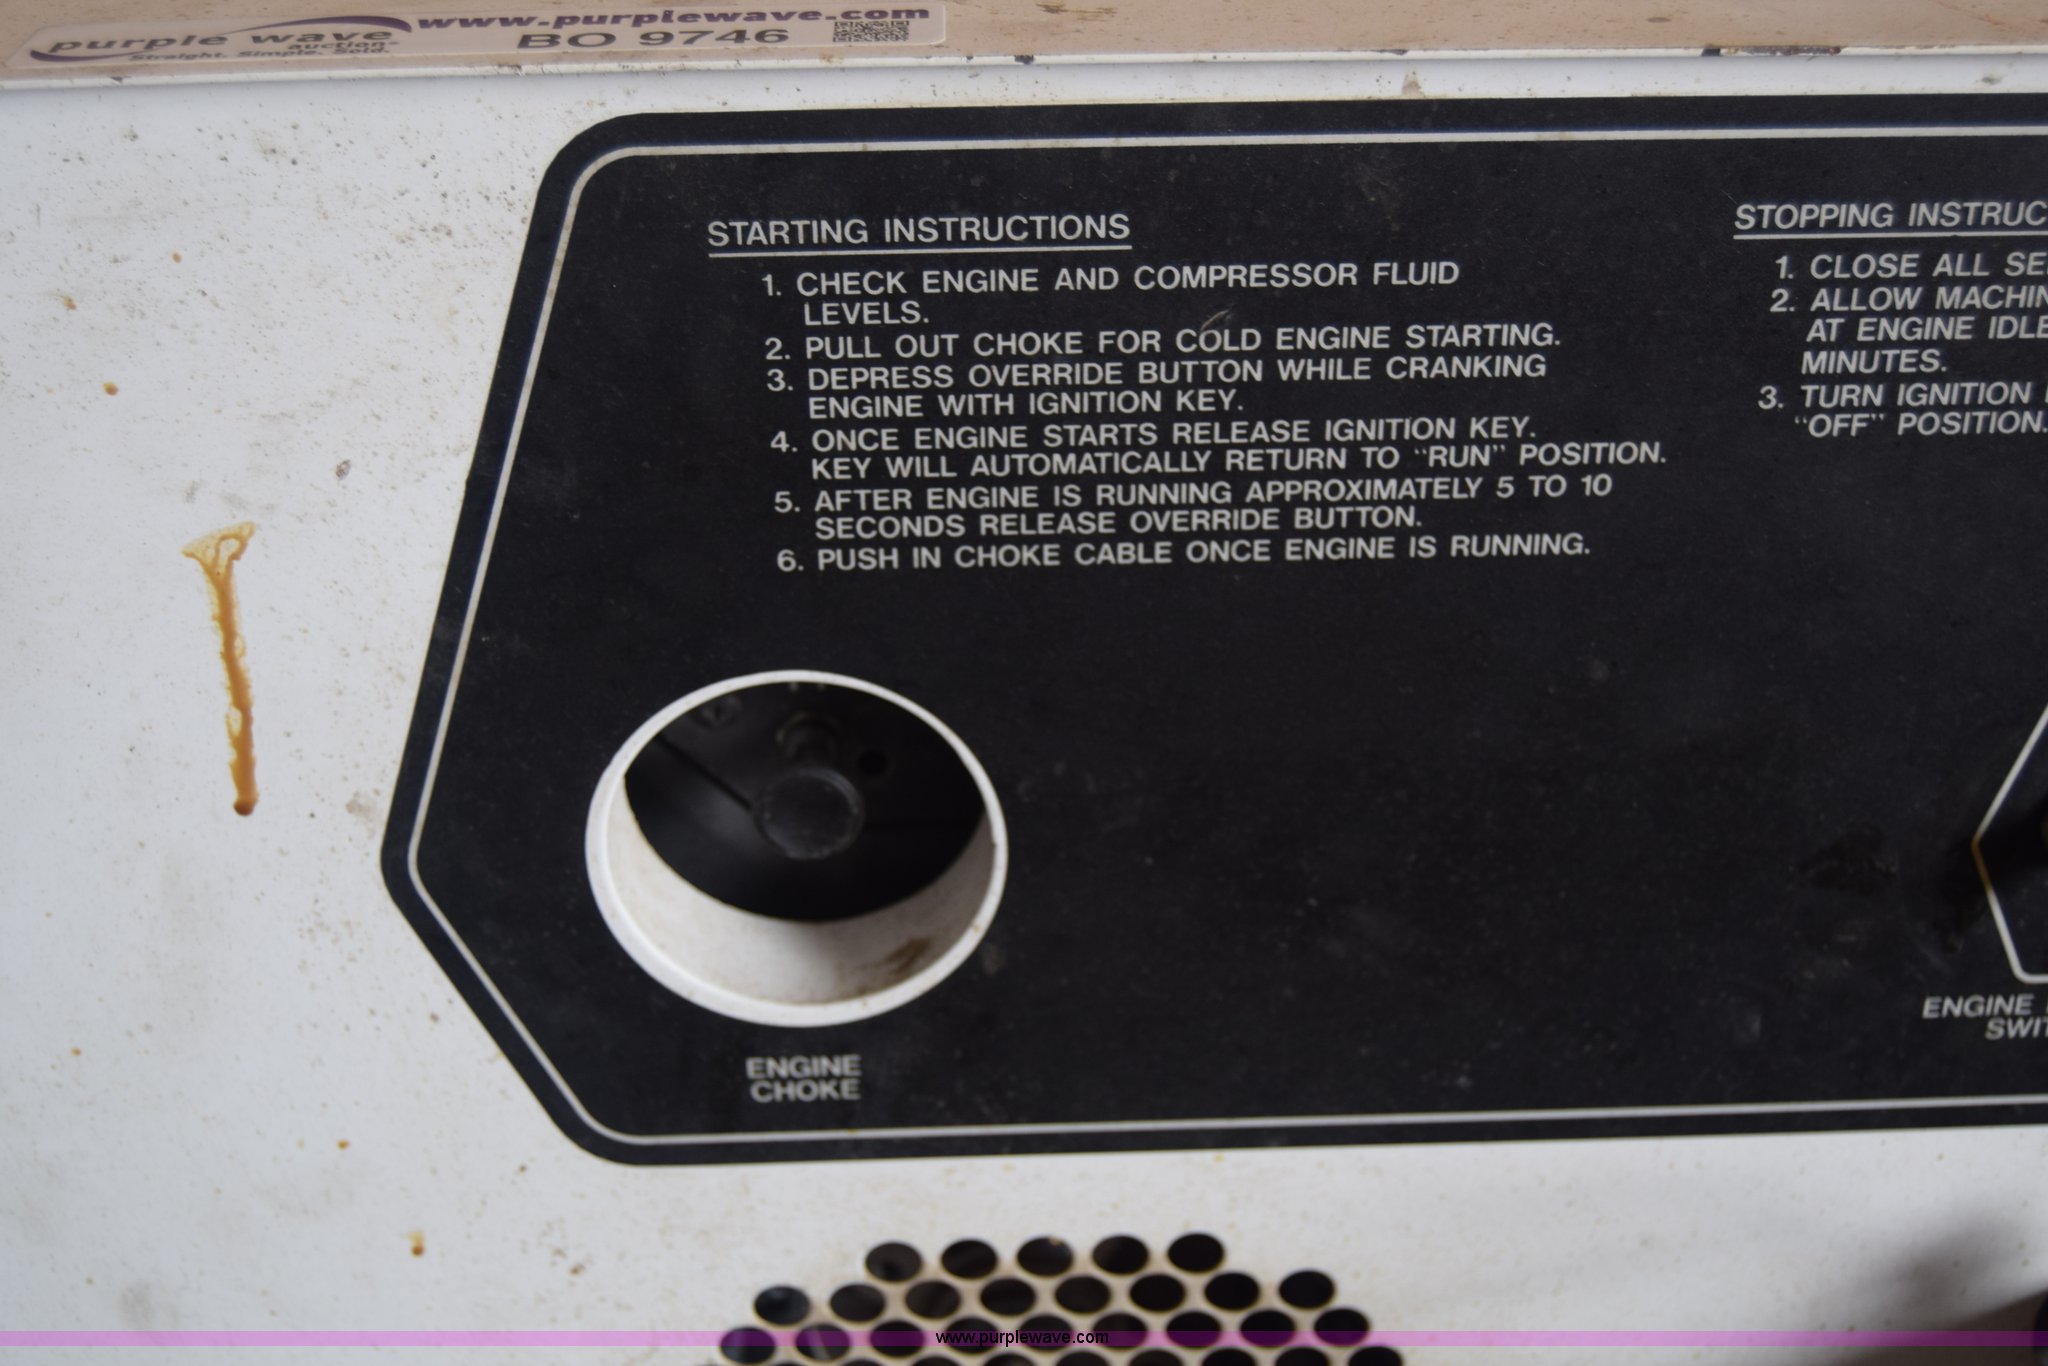 www.purplewave.com
purple wave
auction
Straight. Simple. Sold.
BO 9746
STARTING INSTRUCTIONS
1. CHECK ENGINE AND COMPRESSOR FLUID
LEVELS.
2. PULL OUT CHOKE FOR COLD ENGINE STARTING.
3. DEPRESS OVERRIDE BUTTON WHILE CRANKING
ENGINE WITH IGNITION KEY.
4. ONCE ENGINE STARTS RELEASE IGNITION KEY.
KEY WILL AUTOMATICALLY RETURN TO "RUN" POSITION.
5. AFTER ENGINE IS RUNNING APPROXIMATELY 5 TO 10
SECONDS RELEASE OVERRIDE BUTTON.
6. PUSH IN CHOKE CABLE ONCE ENGINE IS RUNNING.
STOPPING
1. CLOSE ALL
2. ALLOW
AT ENGINE IDLE
MINUTES.
3. TURN IGNITION
"OFF" POSITION.
ENGINE
CHOKE
ENGINE
www.purplewave.com